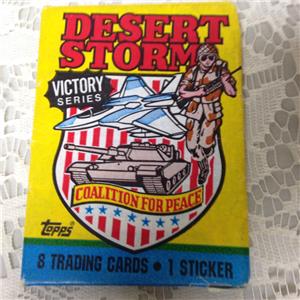 DESERT
STORM
VICTORY
SERIES
COALITION FOR PEACE
Topps
8 TRADING CARDS • 1 STICKER